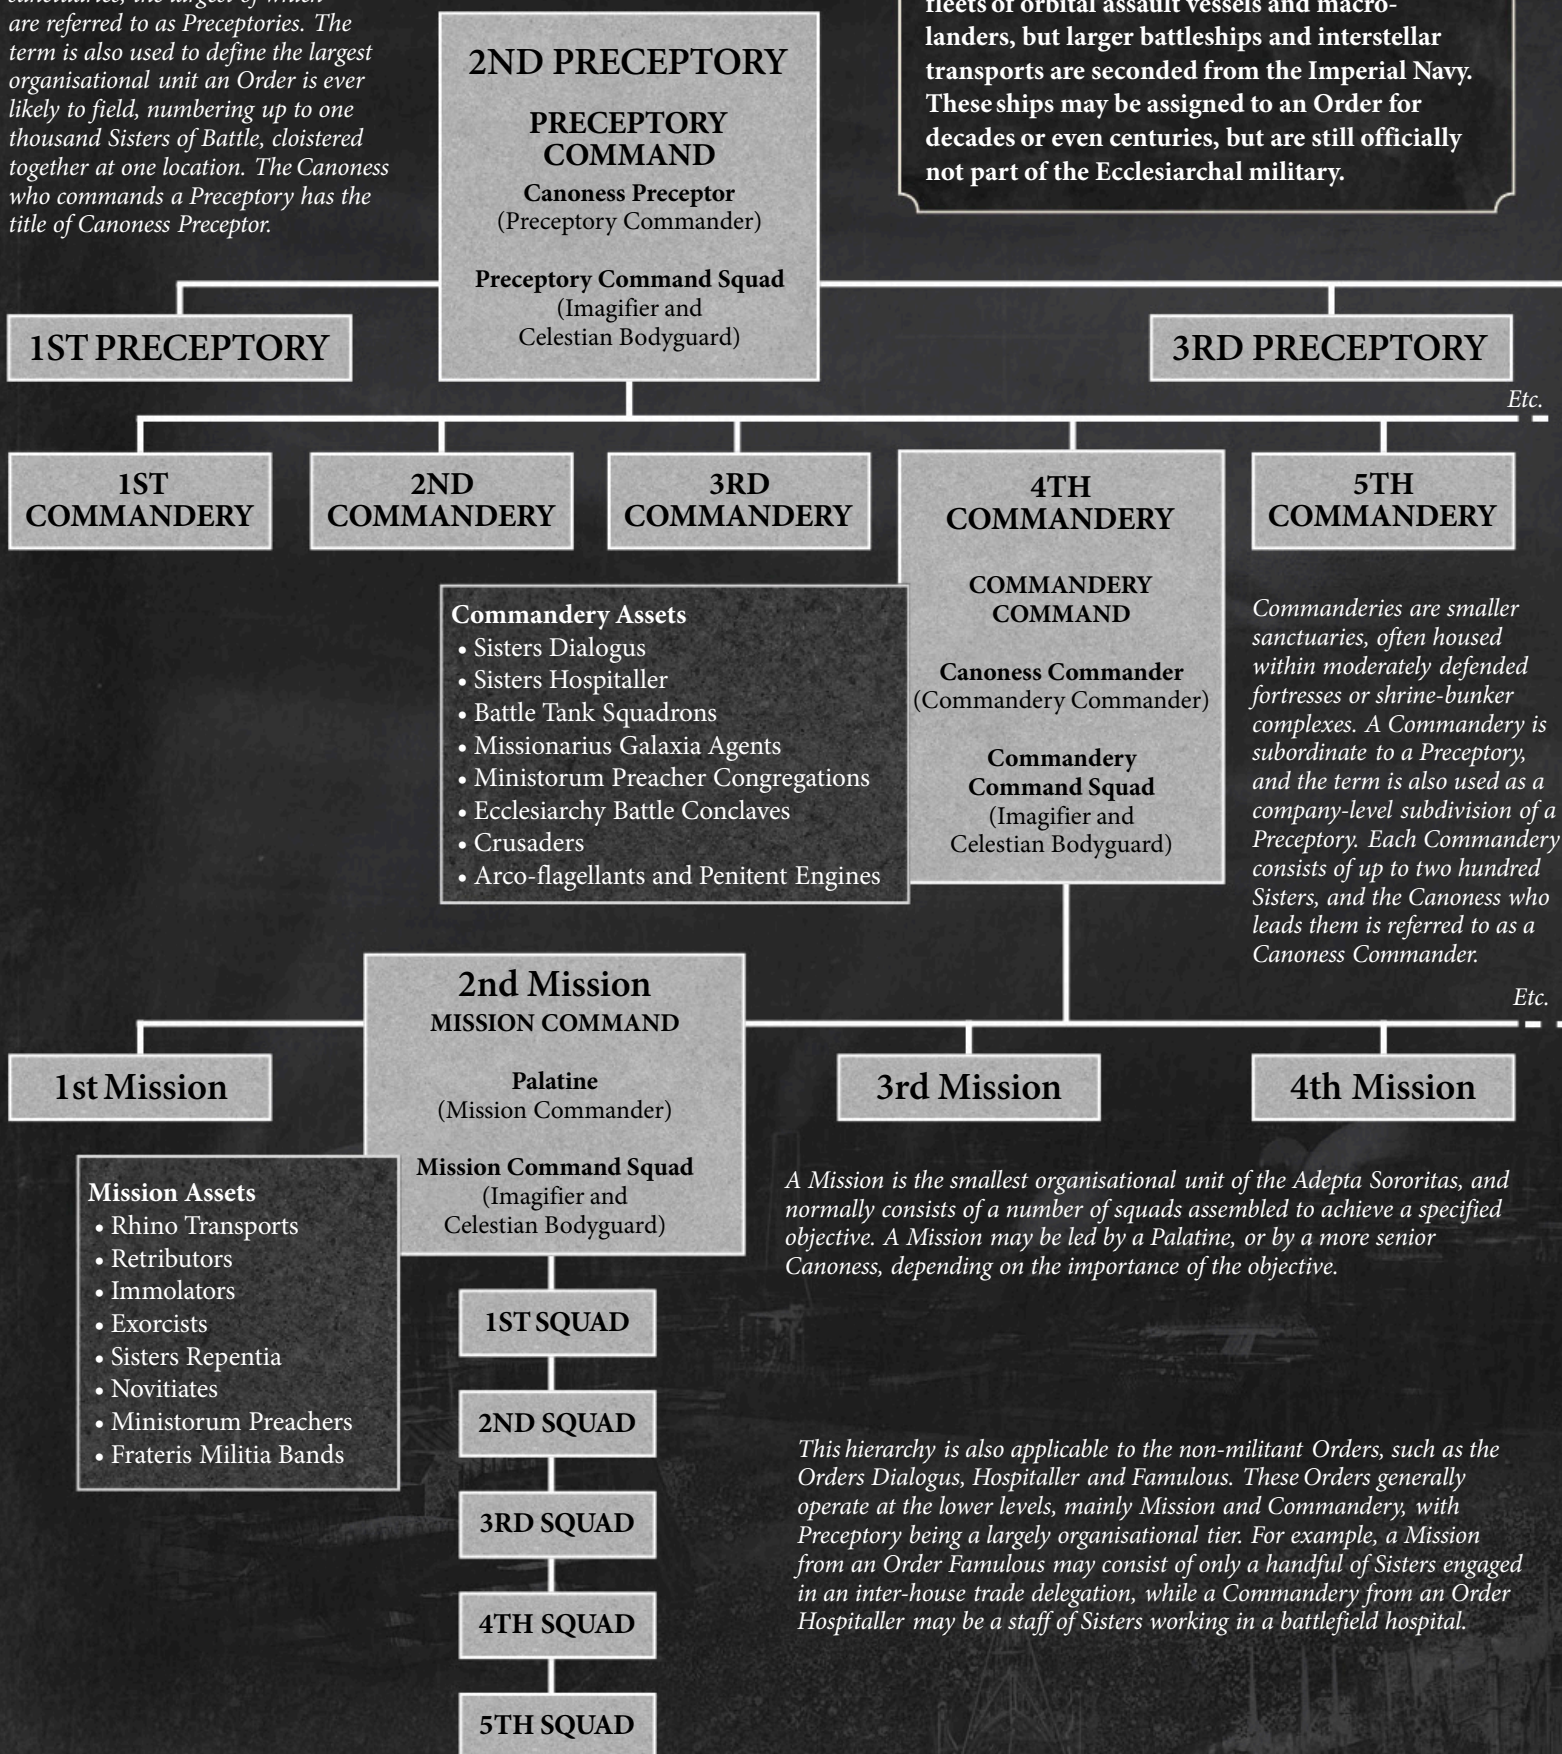 are referred to as Preceptories. The
term is also used to define the largest
organisational unit an Order is ever
likely to field, numbering up to one
thousand Sisters of Battle, cloistered
together at one location. The Canoness
who commands a Preceptory has the
title of Canoness Preceptor.
2ND PRECEPTORY
PRECEPTORY
COMMAND
Canoness Preceptor
(Preceptory Commander)
Preceptory Command Squad
(Imagifier and
Celestian Bodyguard)
fleets of orbital assault vessels and macro-
landers, but larger battleships and interstellar
transports are seconded from the Imperial Navy.
These ships may be assigned to an Order for
decades or even centuries, but are still officially
not part of the Ecclesiarchal military.
1ST PRECEPTORY
3RD PRECEPTORY
Etc.
1ST
COMMANDERY
2ND
COMMANDERY
3RD
COMMANDERY
4TH
COMMANDERY
COMMANDERY
COMMAND
Canoness Commander
(Commandery Commander)
Commandery
Command Squad
(Imagifier and
Celestian Bodyguard)
5TH
COMMANDERY
Commandery Assets
• Sisters Dialogus
• Sisters Hospitaller
• Battle Tank Squadrons
• Missionarius Galaxia Agents
• Ministorum Preacher Congregations
• Ecclesiarchy Battle Conclaves
• Crusaders
• Arco-flagellants and Penitent Engines
Commanderies are smaller
sanctuaries, often housed
within moderately defended
fortresses or shrine-bunker
complexes. A Commandery is
subordinate to a Preceptory,
and the term is also used as a
company-level subdivision of a
Preceptory. Each Commandery
consists of up to two hundred
Sisters, and the Canoness who
leads them is referred to as a
Canoness Commander.
Etc.
1st Mission
2nd Mission
MISSION COMMAND
Palatine
(Mission Commander)
Mission Command Squad
(Imagifier and
Celestian Bodyguard)
3rd Mission
4th Mission
Mission Assets
• Rhino Transports
• Retributors
• Immolators
• Exorcists
• Sisters Repentia
• Novitiates
• Ministorum Preachers
• Frateris Militia Bands
A Mission is the smallest organisational unit of the Adepta Sororitas, and
normally consists of a number of squads assembled to achieve a specified
objective. A Mission may be led by a Palatine, or by a more senior
Canoness, depending on the importance of the objective.
1ST SQUAD
2ND SQUAD
3RD SQUAD
4TH SQUAD
5TH SQUAD
This hierarchy is also applicable to the non-militant Orders, such as the
Orders Dialogus, Hospitaller and Famulous. These Orders generally
operate at the lower levels, mainly Mission and Commandery, with
Preceptory being a largely organisational tier. For example, a Mission
from an Order Famulous may consist of only a handful of Sisters engaged
in an inter-house trade delegation, while a Commandery from an Order
Hospitaller may be a staff of Sisters working in a battlefield hospital.